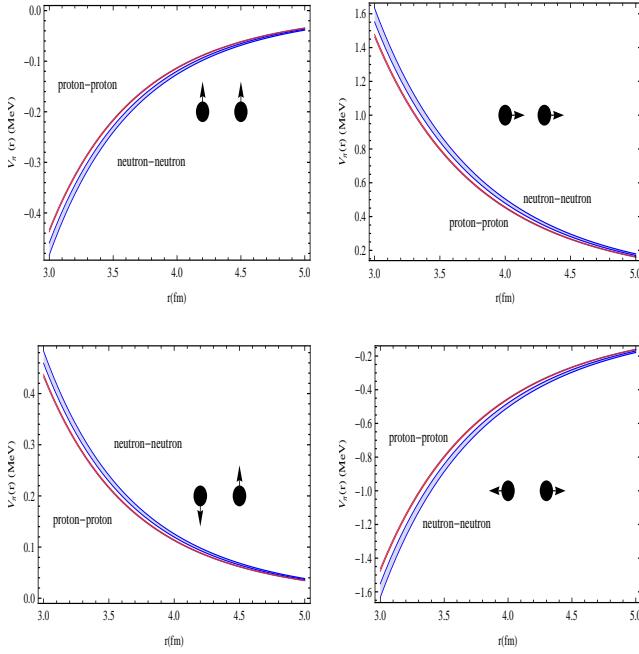 0.0
-0.1
-0.2
-0.3
-0.4
3.0 3.5 4.0 4.5 5.0
r(fm)
V_π (r) (MeV)
proton-proton
neutron-neutron
1.6
1.4
1.2
1.0
0.8
0.6
0.4
0.2
3.0 3.5 4.0 4.5 5.0
r(fm)
V_π (r) (MeV)
neutron-neutron
proton-proton
0.4
0.3
0.2
0.1
0.0
3.0 3.5 4.0 4.5 5.0
r(fm)
V_π(r) (MeV)
neutron-neutron
proton-proton
-0.2
-0.4
-0.6
-0.8
-1.0
-1.2
-1.4
-1.6
3.0 3.5 4.0 4.5 5.0
r(fm)
V_π(r) (MeV)
proton-proton
neutron-neutron